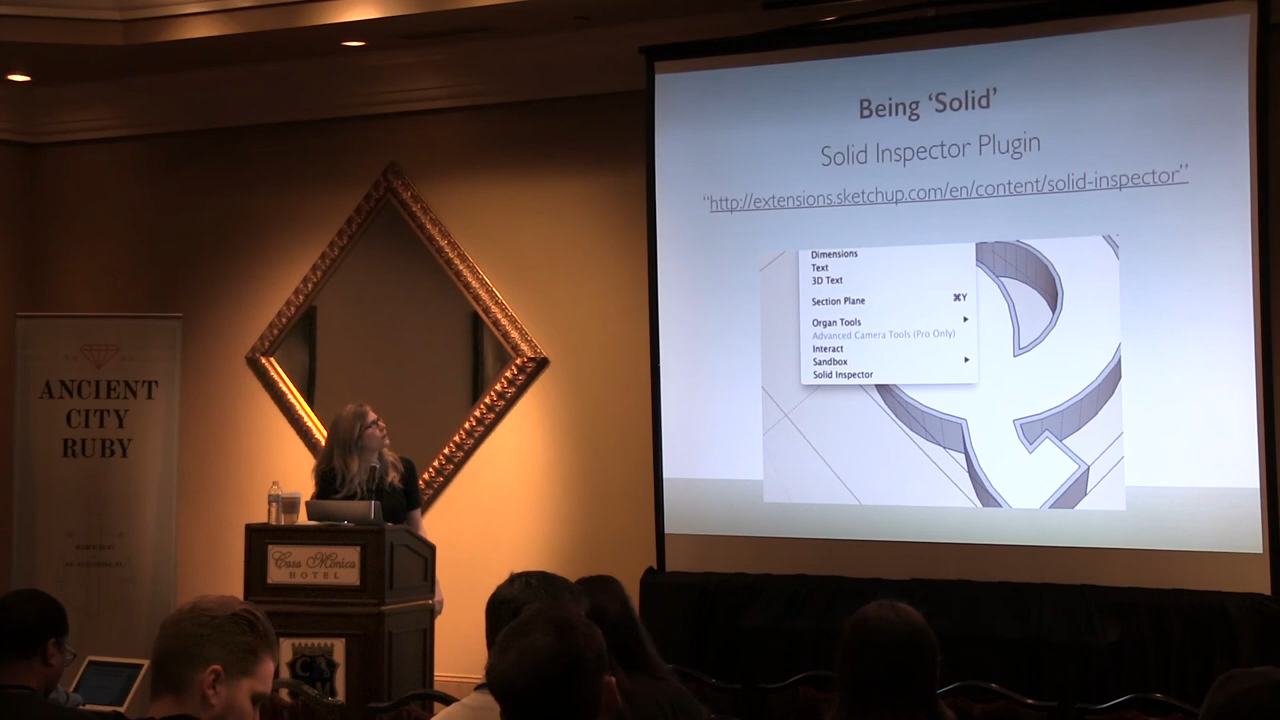 Being ‘Solid’
Solid Inspector Plugin
“http://extensions.sketchup.com/en/content/solid-inspector”
Dimensions
Text
3D Text
Section Plane ⌘Y
Organ Tools ▶
Advanced Camera Tools (Pro Only)
Interact
Sandbox ▶
Solid Inspector
ANCIENT
CITY
RUBY
Casa Monica
HOTEL